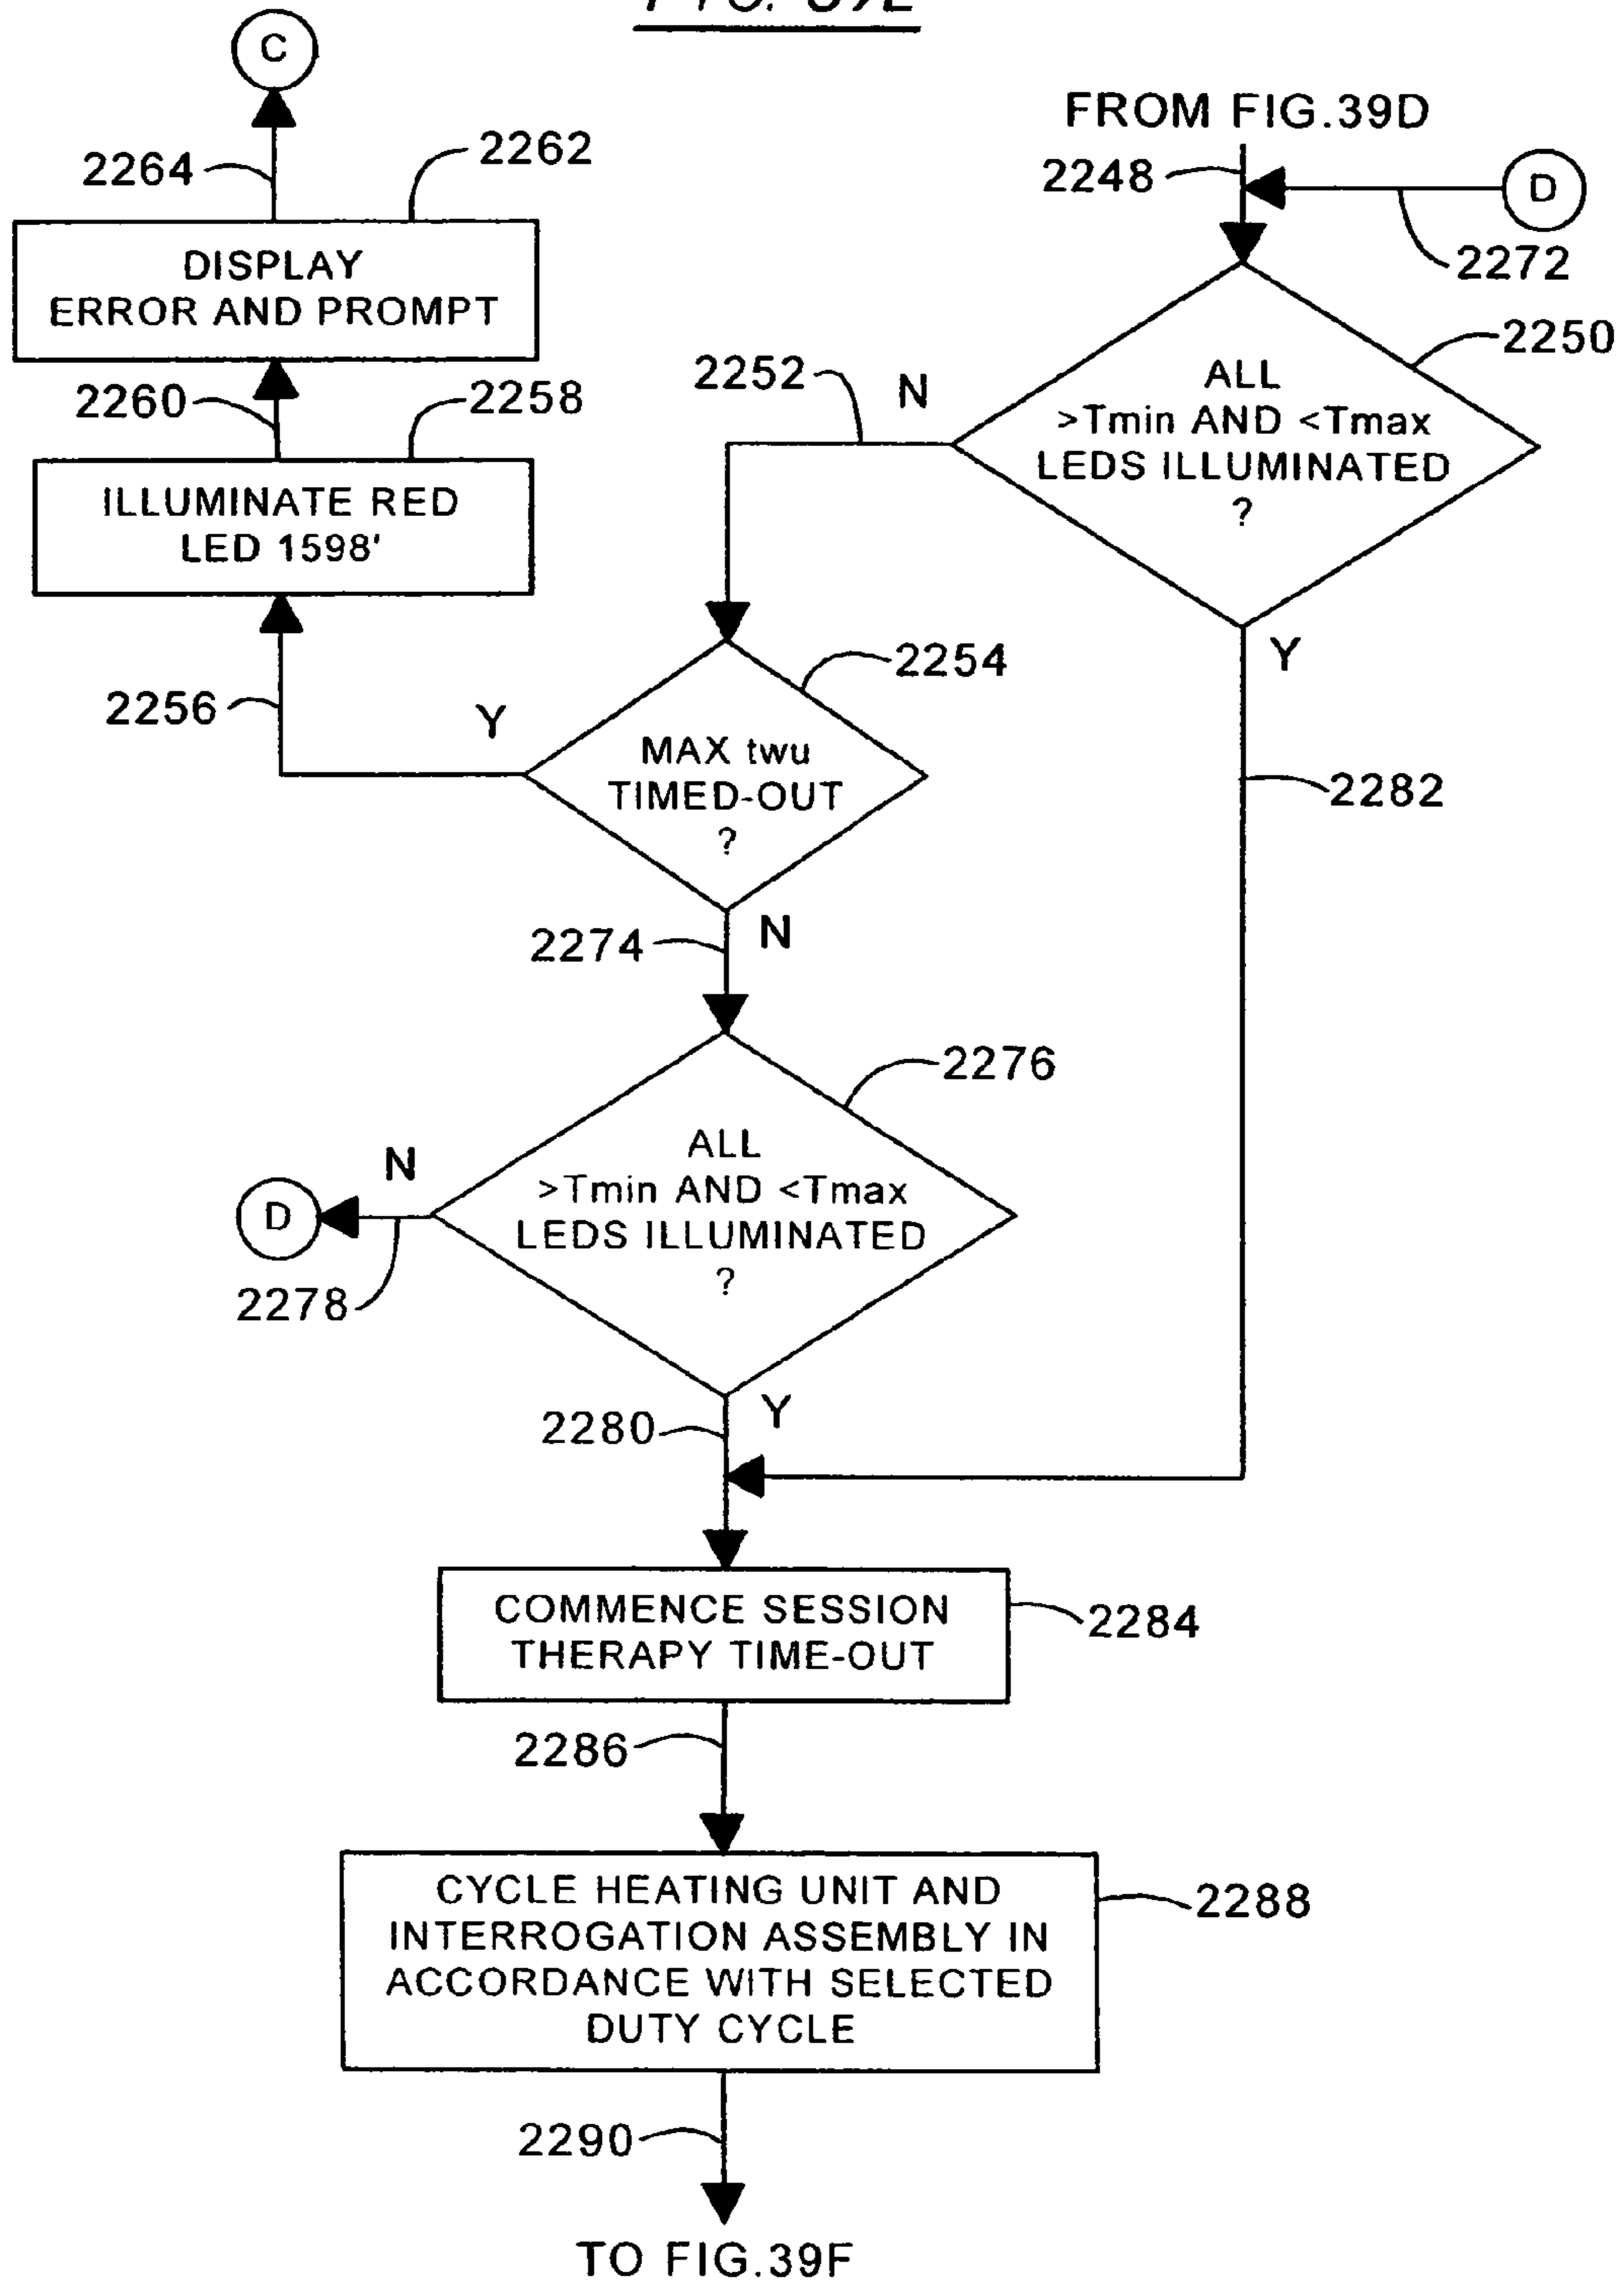 FIG. 39E
C
FROM FIG.39D
2264
2262
2248
D
DISPLAY
ERROR AND PROMPT
2272
2260
2258
2252
N
2250
ALL
>Tmin AND <Tmax
LEDS ILLUMINATED
?
ILLUMINATE RED
LED 1598'
2254
Y
2256
Y
MAX twu
TIMED-OUT
?
2282
2274
N
2276
ALL
>Tmin AND <Tmax
LEDS ILLUMINATED
?
N
D
2278
2280
Y
COMMENCE SESSION
THERAPY TIME-OUT
2284
2286
CYCLE HEATING UNIT AND
INTERROGATION ASSEMBLY IN
ACCORDANCE WITH SELECTED
DUTY CYCLE
2288
2290
TO FIG.39F